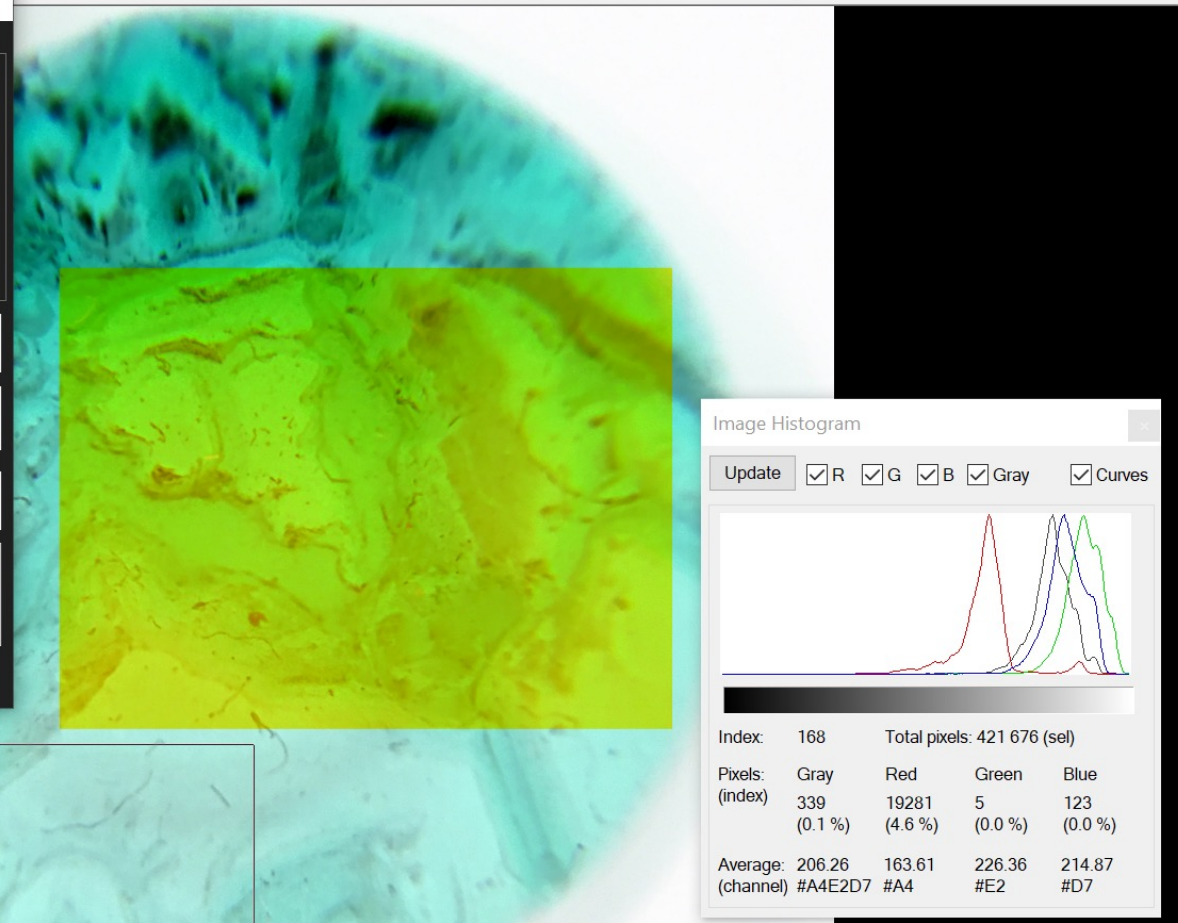 Image Histogram
Update R G B Gray Curves
Index: 168 Total pixels: 421 676 (sel)
Pixels: Gray Red Green Blue
(index)
339 19281 5 123
(0.1 %) (4.6 %) (0.0 %) (0.0 %)
Average: 206.26 163.61 226.36 214.87
(channel) #A4E2D7 #A4 #E2 #D7